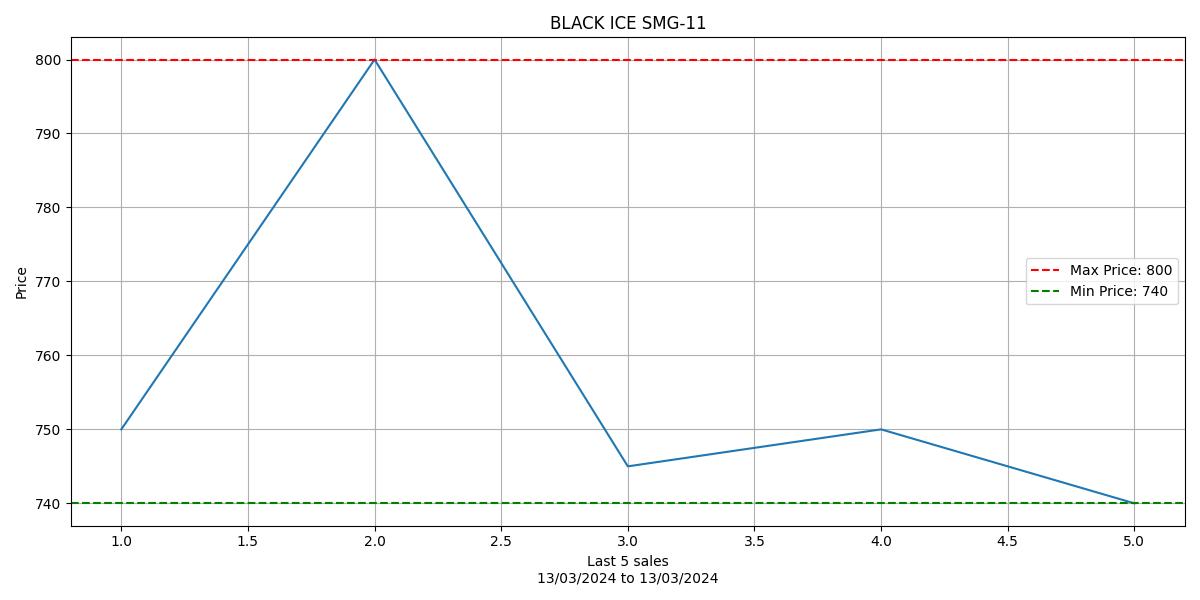 BLACK ICE SMG-11
Price
800
790
780
770
760
750
740
Max Price: 800
Min Price: 740
1.0 1.5 2.0 2.5 3.0 3.5 4.0 4.5 5.0
Last 5 sales
13/03/2024 to 13/03/2024